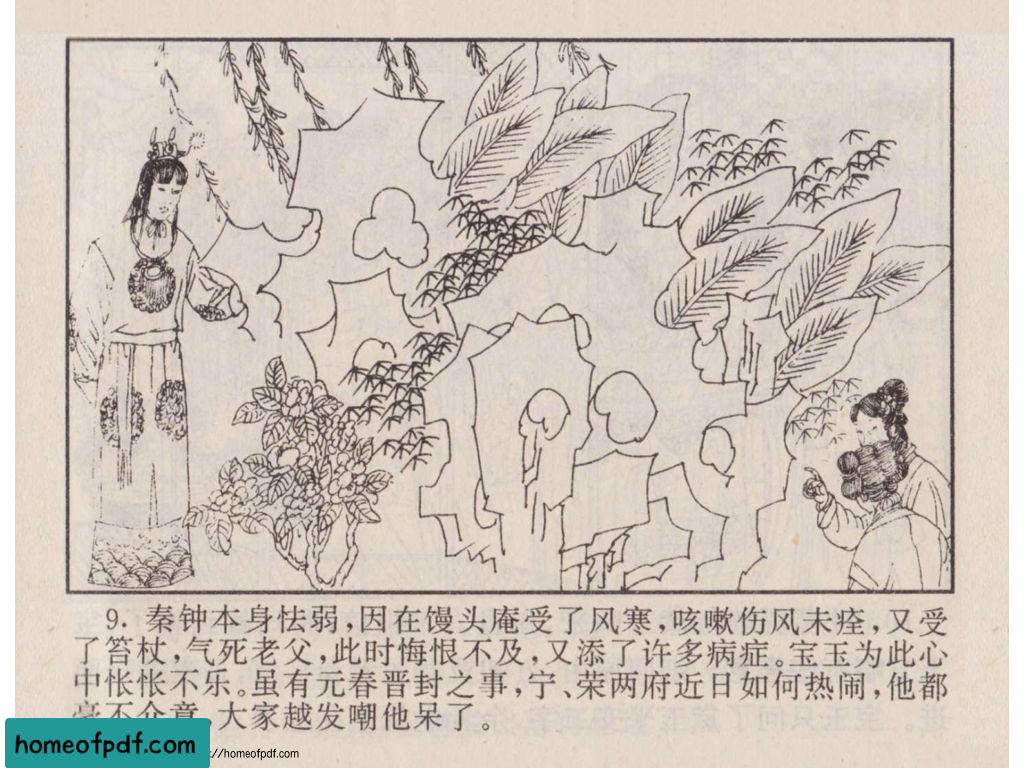 9. 秦钟本身怯弱,因在馒头庵受了风寒,咳嗽伤风未痊,又受
了笞杖,气死老父,此时悔恨不及,又添了许多病症。宝玉为此心
中怅怅不乐。虽有元春晋封之事,宁、荣两府近日如何热闹,他都
毫不介意,大家越发嘲他呆了。
homeofpdf.com
://homeofpdf.com